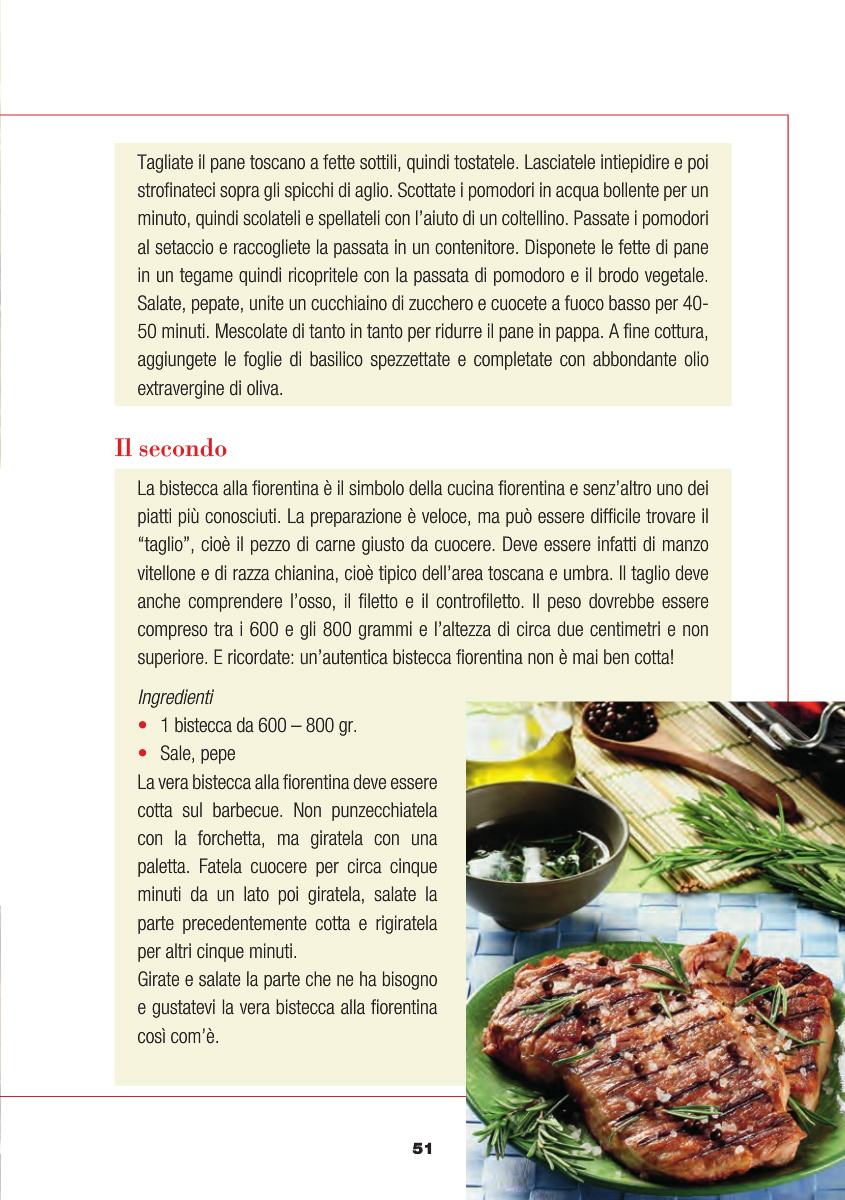 Tagliate il pane toscano a fette sottili, quindi tostatele. Lasciatele intiepidire e poi
strofinateci sopra gli spicchi di aglio. Scottate i pomodori in acqua bollente per un
minuto, quindi scolateli e spellateli con l’aiuto di un coltellino. Passate i pomodori
al setaccio e raccogliete la passata in un contenitore. Disponete le fette di pane
in un tegame quindi ricopritele con la passata di pomodoro e il brodo vegetale.
Salate, pepate, unite un cucchiaino di zucchero e cuocete a fuoco basso per 40-
50 minuti. Mescolate di tanto in tanto per ridurre il pane in pappa. A fine cottura,
aggiungete le foglie di basilico spezzettate e completate con abbondante olio
extravergine di oliva.
Il secondo
La bistecca alla fiorentina è il simbolo della cucina fiorentina e senz’altro uno dei
piatti più conosciuti. La preparazione è veloce, ma può essere difficile trovare il
“taglio”, cioè il pezzo di carne giusto da cuocere. Deve essere infatti di manzo
vitellone e di razza chianina, cioè tipico dell’area toscana e umbra. Il taglio deve
anche comprendere l’osso, il filetto e il controfiletto. Il peso dovrebbe essere
compreso tra i 600 e gli 800 grammi e l’altezza di circa due centimetri e non
superiore. E ricordate: un’autentica bistecca fiorentina non è mai ben cotta!
Ingredienti
• 1 bistecca da 600 – 800 gr.
• Sale, pepe
La vera bistecca alla fiorentina deve essere
cotta sul barbecue. Non punzecchiatela
con la forchetta, ma giratela con una
paletta. Fatela cuocere per circa cinque
minuti da un lato poi giratela, salate la
parte precedentemente cotta e rigiratela
per altri cinque minuti.
Girate e salate la parte che ne ha bisogno
e gustatevi la vera bistecca alla fiorentina
così com’è.
51